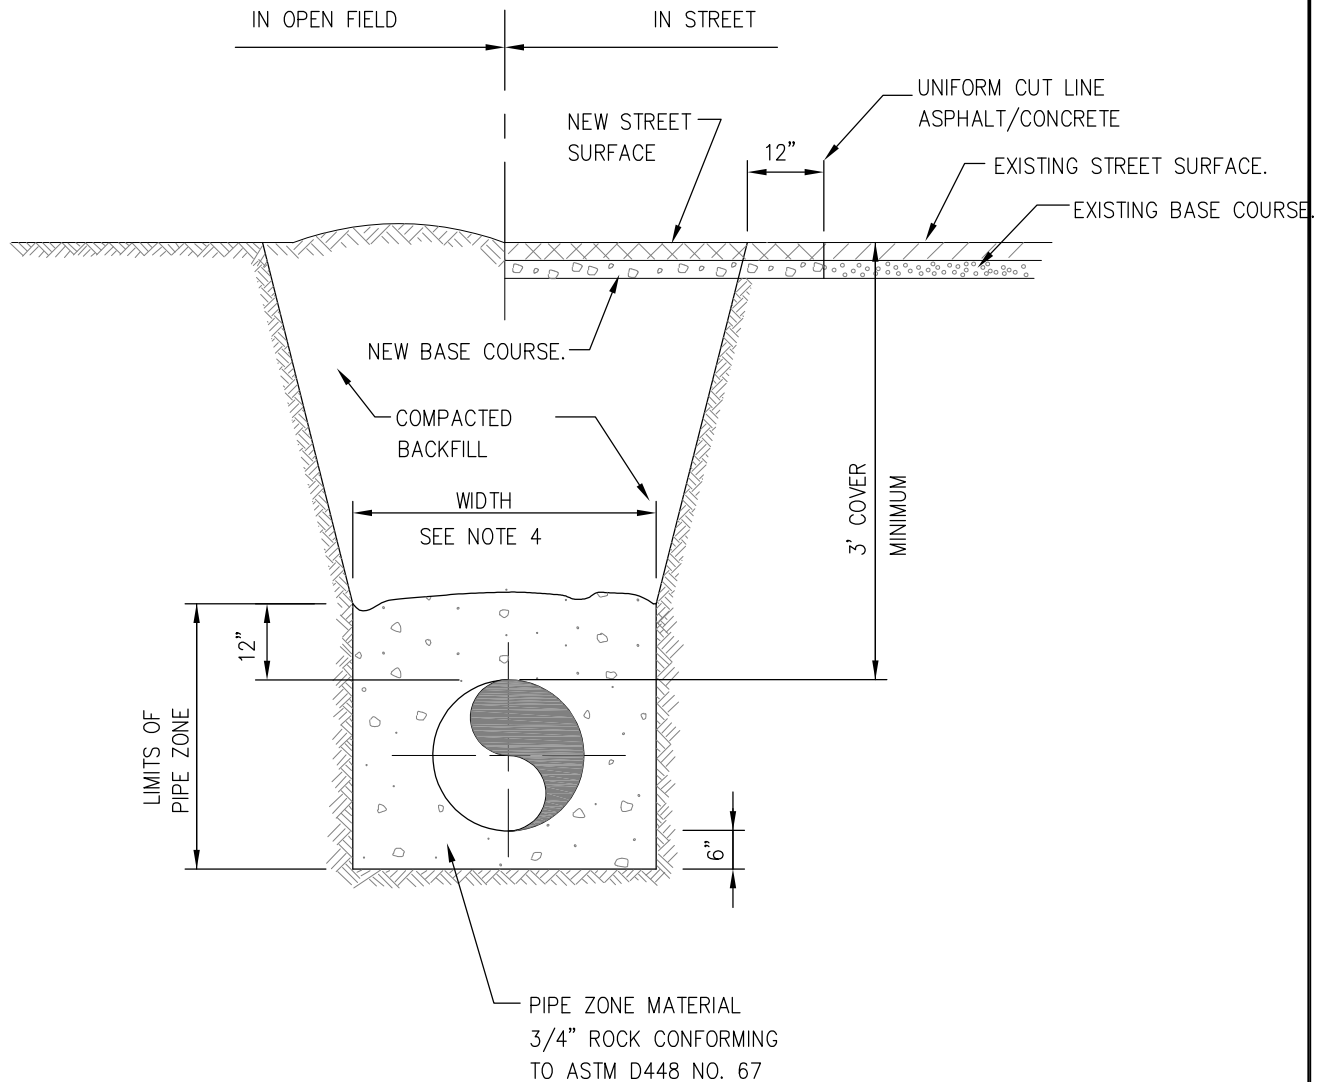 IN OPEN FIELD
IN STREET
UNIFORM CUT LINE
ASPHALT/CONCRETE
NEW STREET
SURFACE
12”
EXISTING STREET SURFACE.
EXISTING BASE COURSE.
NEW BASE COURSE.
COMPACTED
BACKFILL
WIDTH
SEE NOTE 4
3’ COVER
MINIMUM
12”
LIMITS OF
PIPE ZONE
6”
PIPE ZONE MATERIAL
3/4” ROCK CONFORMING
TO ASTM D448 NO. 67